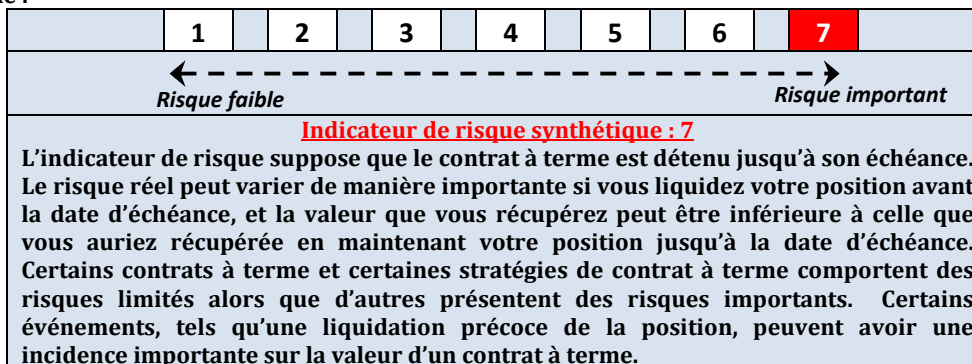 1 2 3 4 5 6 7
Risque faible Risque important
Indicateur de risque synthétique : 7
L’indicateur de risque suppose que le contrat à terme est détenu jusqu’à son échéance.
Le risque réel peut varier de manière importante si vous liquidez votre position avant
la date d’échéance, et la valeur que vous récupérez peut être inférieure à celle que
vous auriez récupérée en maintenant votre position jusqu’à la date d’échéance.
Certains contrats à terme et certaines stratégies de contrat à terme comportent des
risques limités alors que d’autres présentent des risques importants. Certains
événements, tels qu’une liquidation précoce de la position, peuvent avoir une
incidence importante sur la valeur d’un contrat à terme.